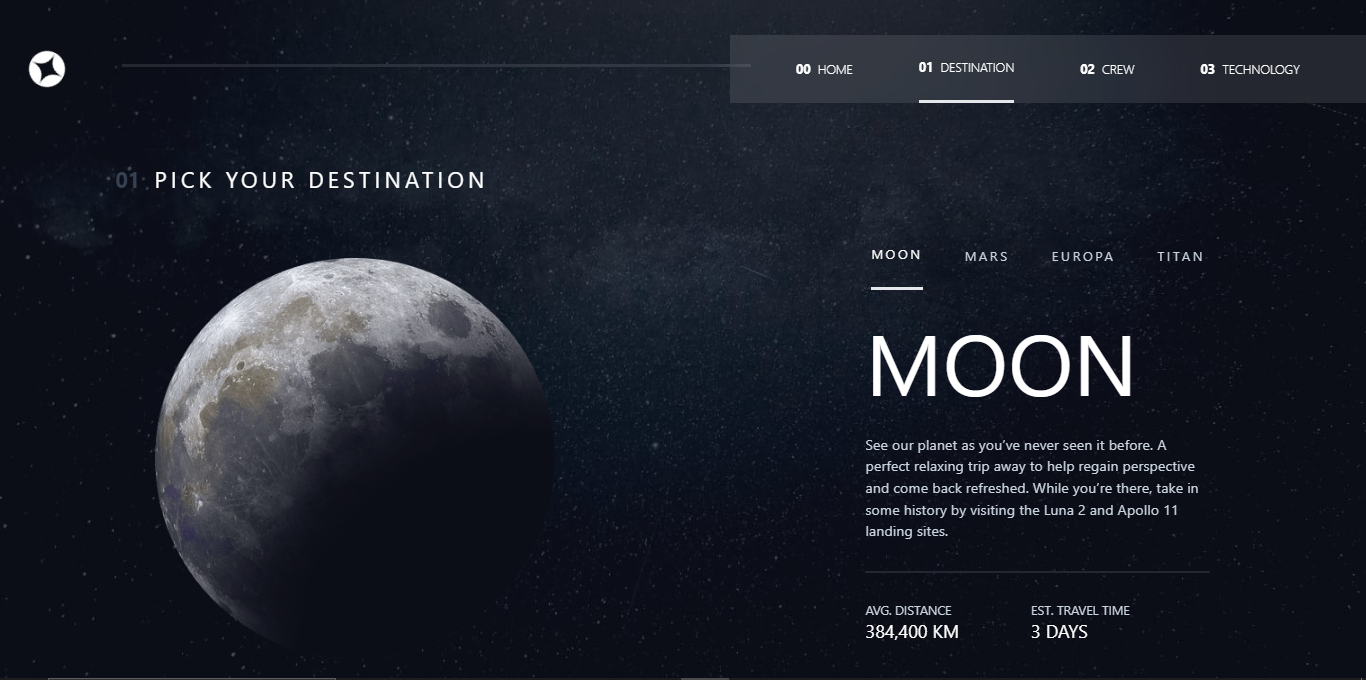 00 HOME 01 DESTINATION 02 CREW 03 TECHNOLOGY
01 PICK YOUR DESTINATION
MOON MARS EUROPA TITAN
MOON
See our planet as you’ve never seen it before. A
perfect relaxing trip away to help regain perspective
and come back refreshed. While you’re there, take in
some history by visiting the Luna 2 and Apollo 11
landing sites.
AVG. DISTANCE EST. TRAVEL TIME
384,400 KM 3 DAYS